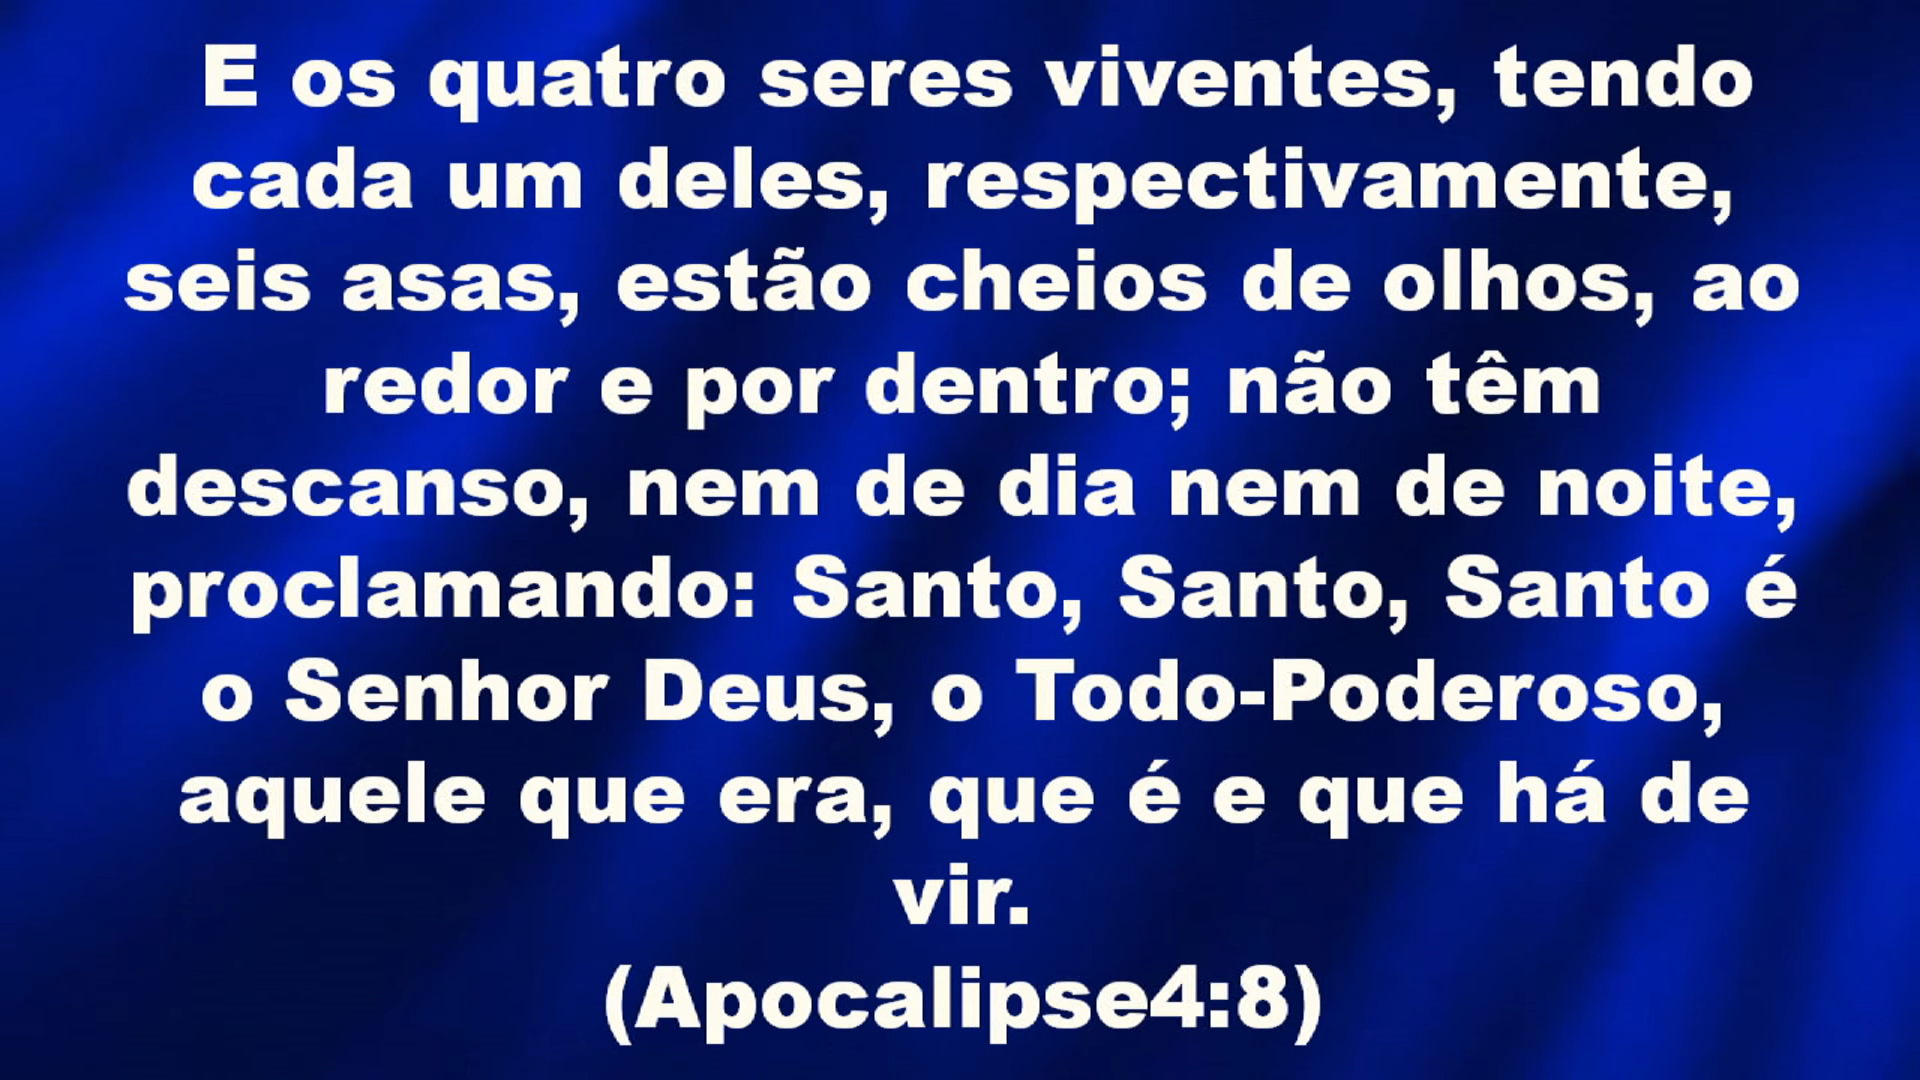 E os quatro seres viventes, tendo
cada um deles, respectivamente,
seis asas, estão cheios de olhos, ao
redor e por dentro; não têm
descanso, nem de dia nem de noite,
proclamando: Santo, Santo, Santo é
o Senhor Deus, o Todo-Poderoso,
aquele que era, que é e que há de
vir.
(Apocalipse4:8)